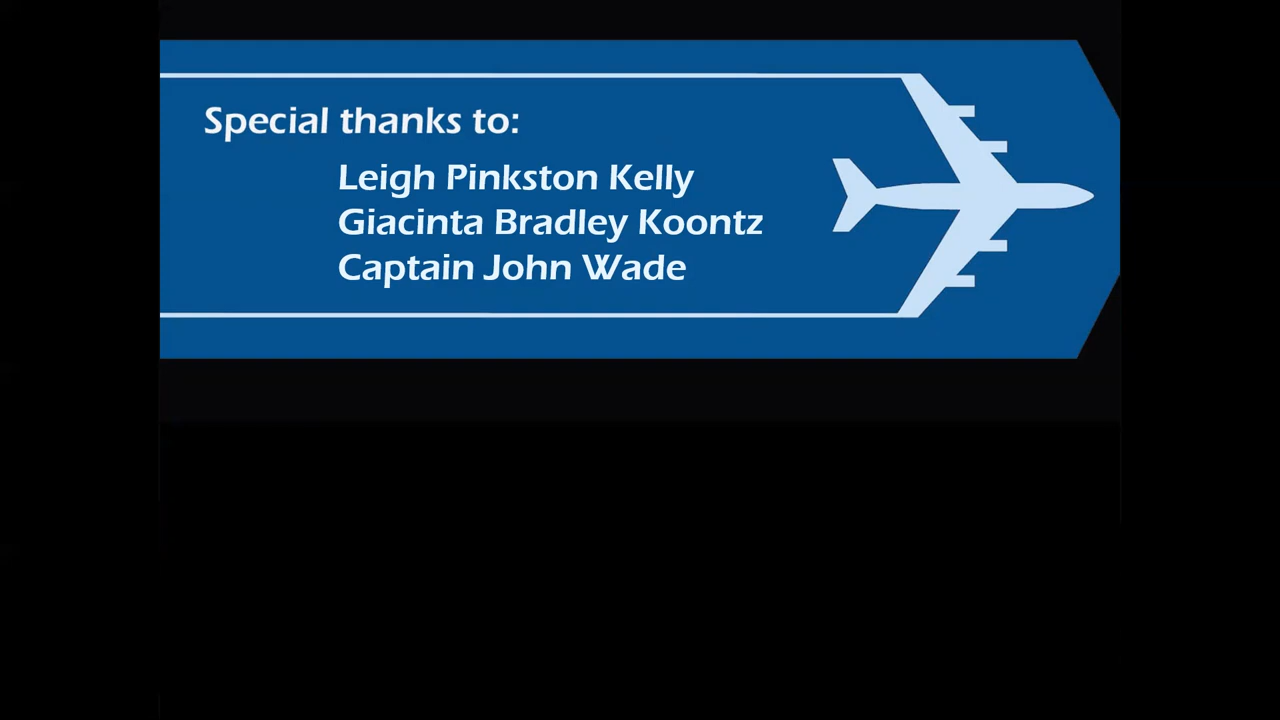 Special thanks to:
Leigh Pinkston Kelly
Giacinta Bradley Koontz
Captain John Wade